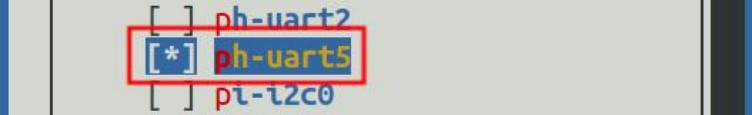 [ ] ph-uart2
[*] ph-uart5
[ ] pi-i2c0